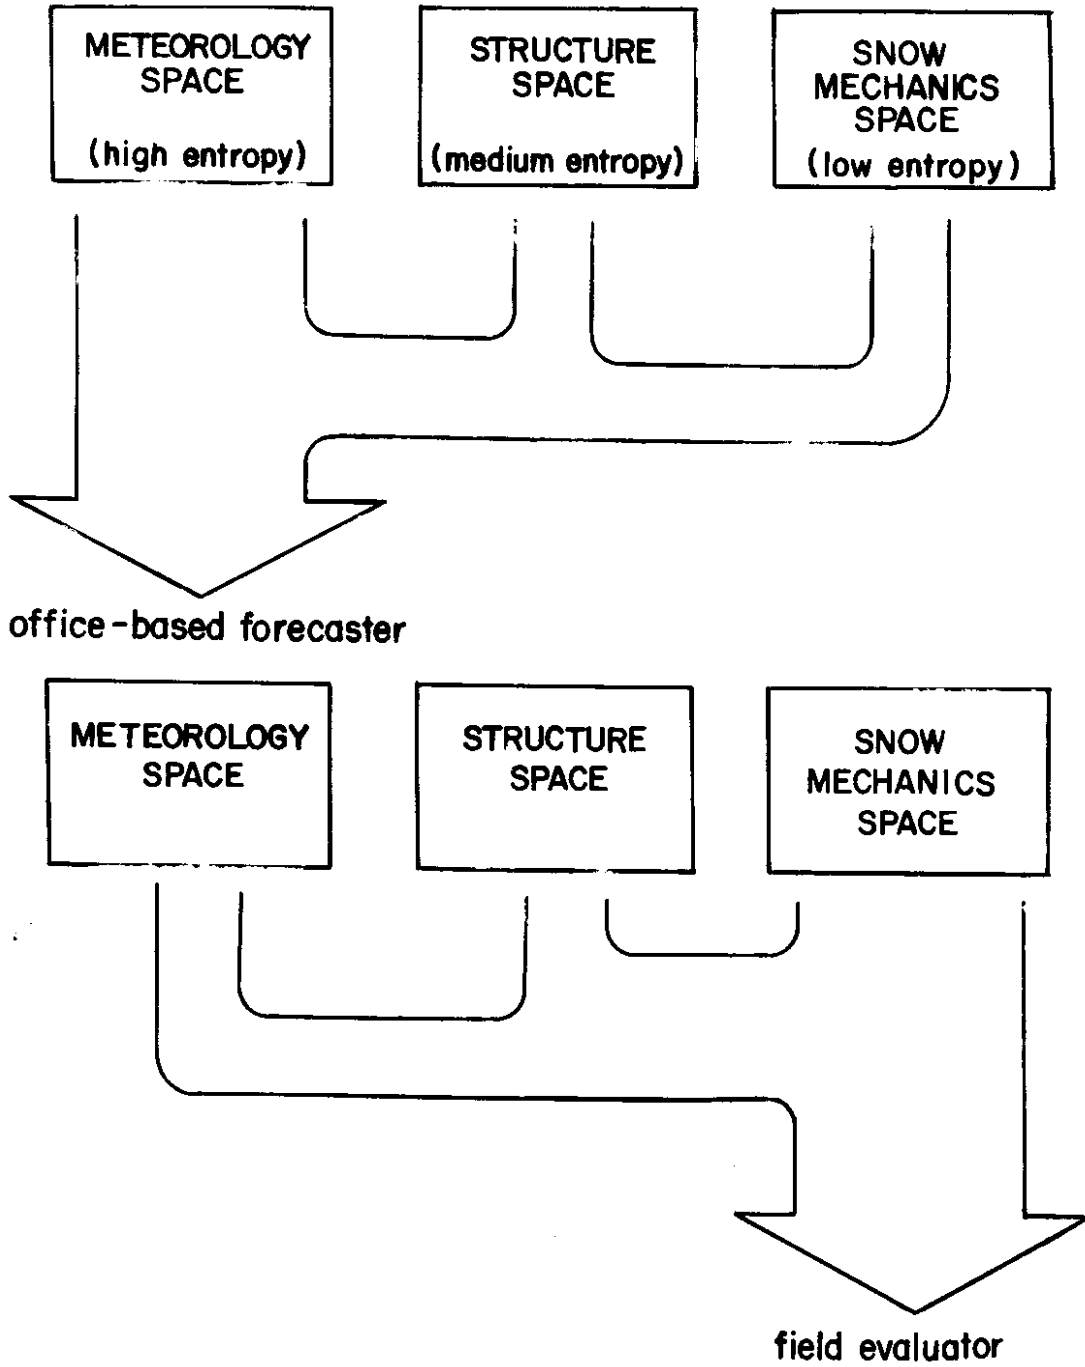 METEOROLOGY
SPACE
(high entropy)
STRUCTURE
SPACE
(medium entropy)
SNOW
MECHANICS
SPACE
(low entropy)
office-based forecaster
METEOROLOGY
SPACE
STRUCTURE
SPACE
SNOW
MECHANICS
SPACE
field evaluator